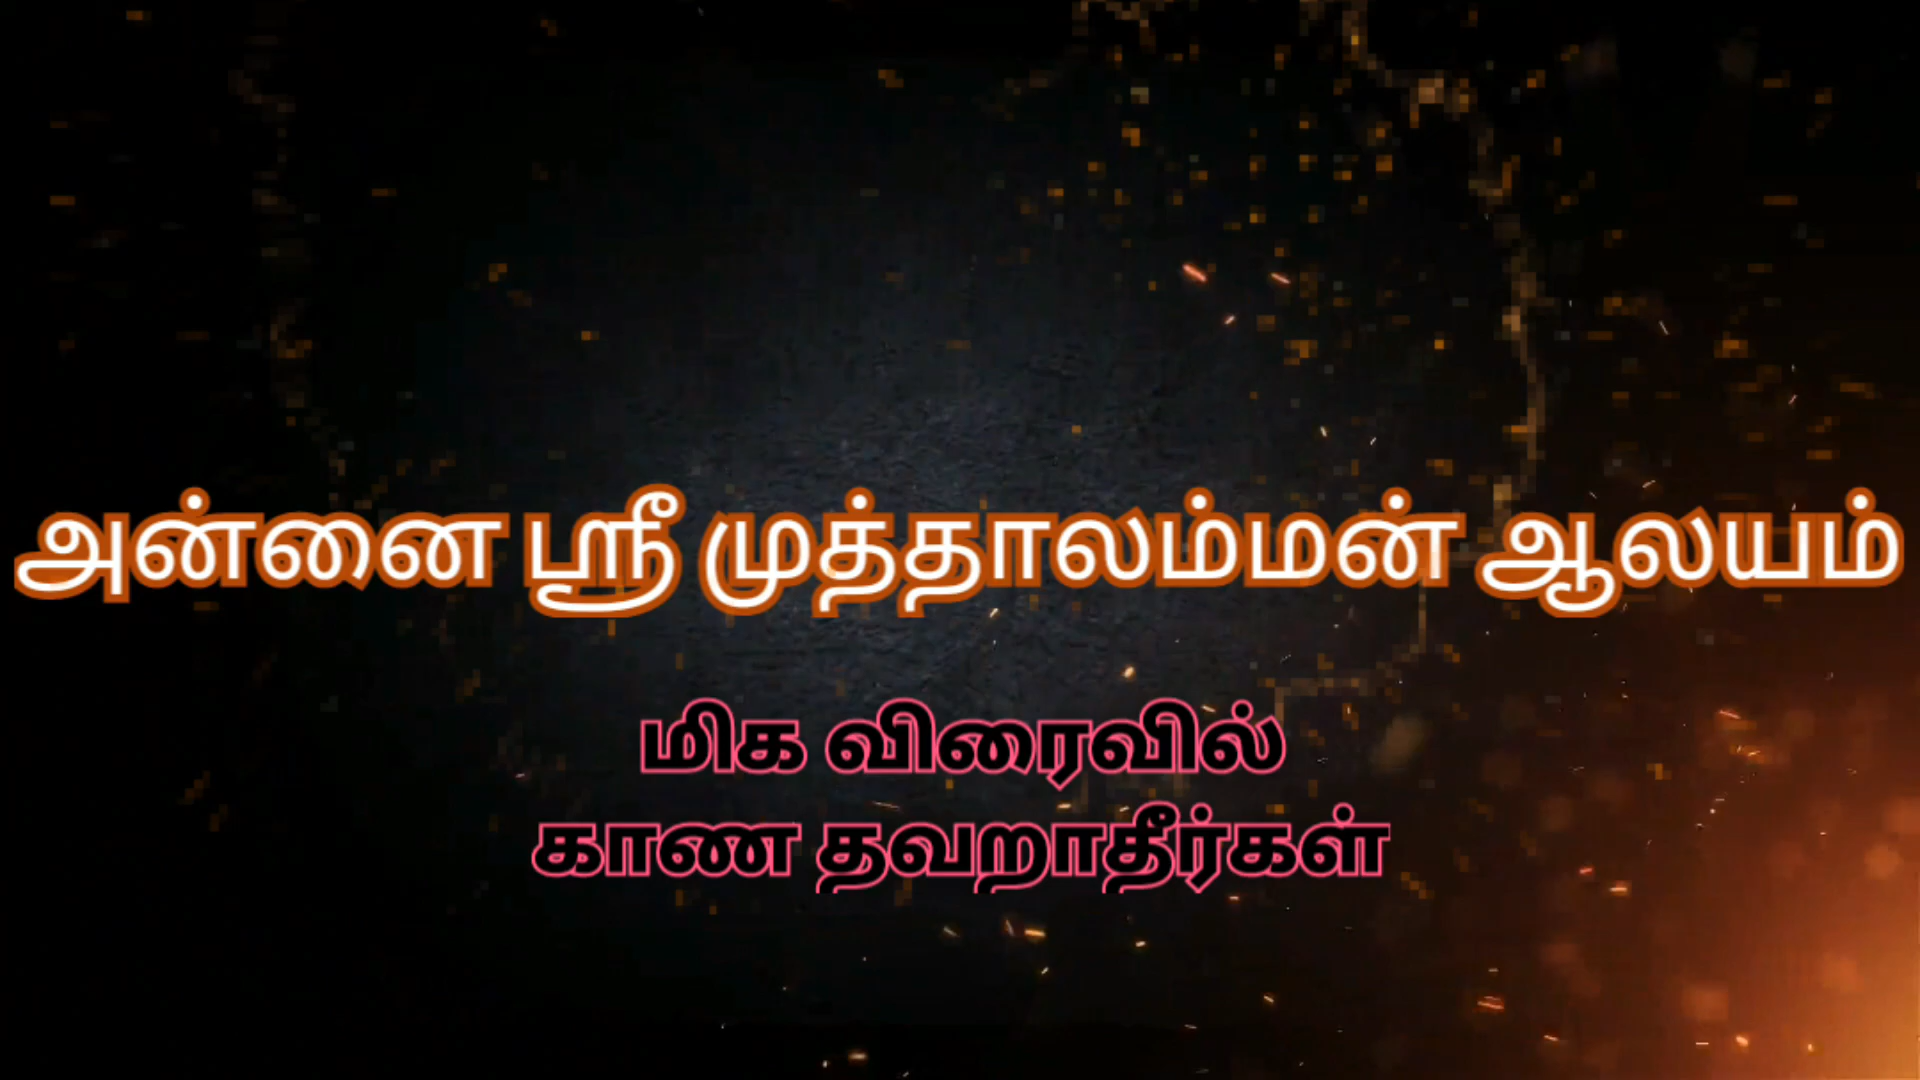 அன்னை ஸ்ரீ முத்தாலம்மன் ஆலயம்
மிக விரைவில்
காண தவறாதீர்கள்